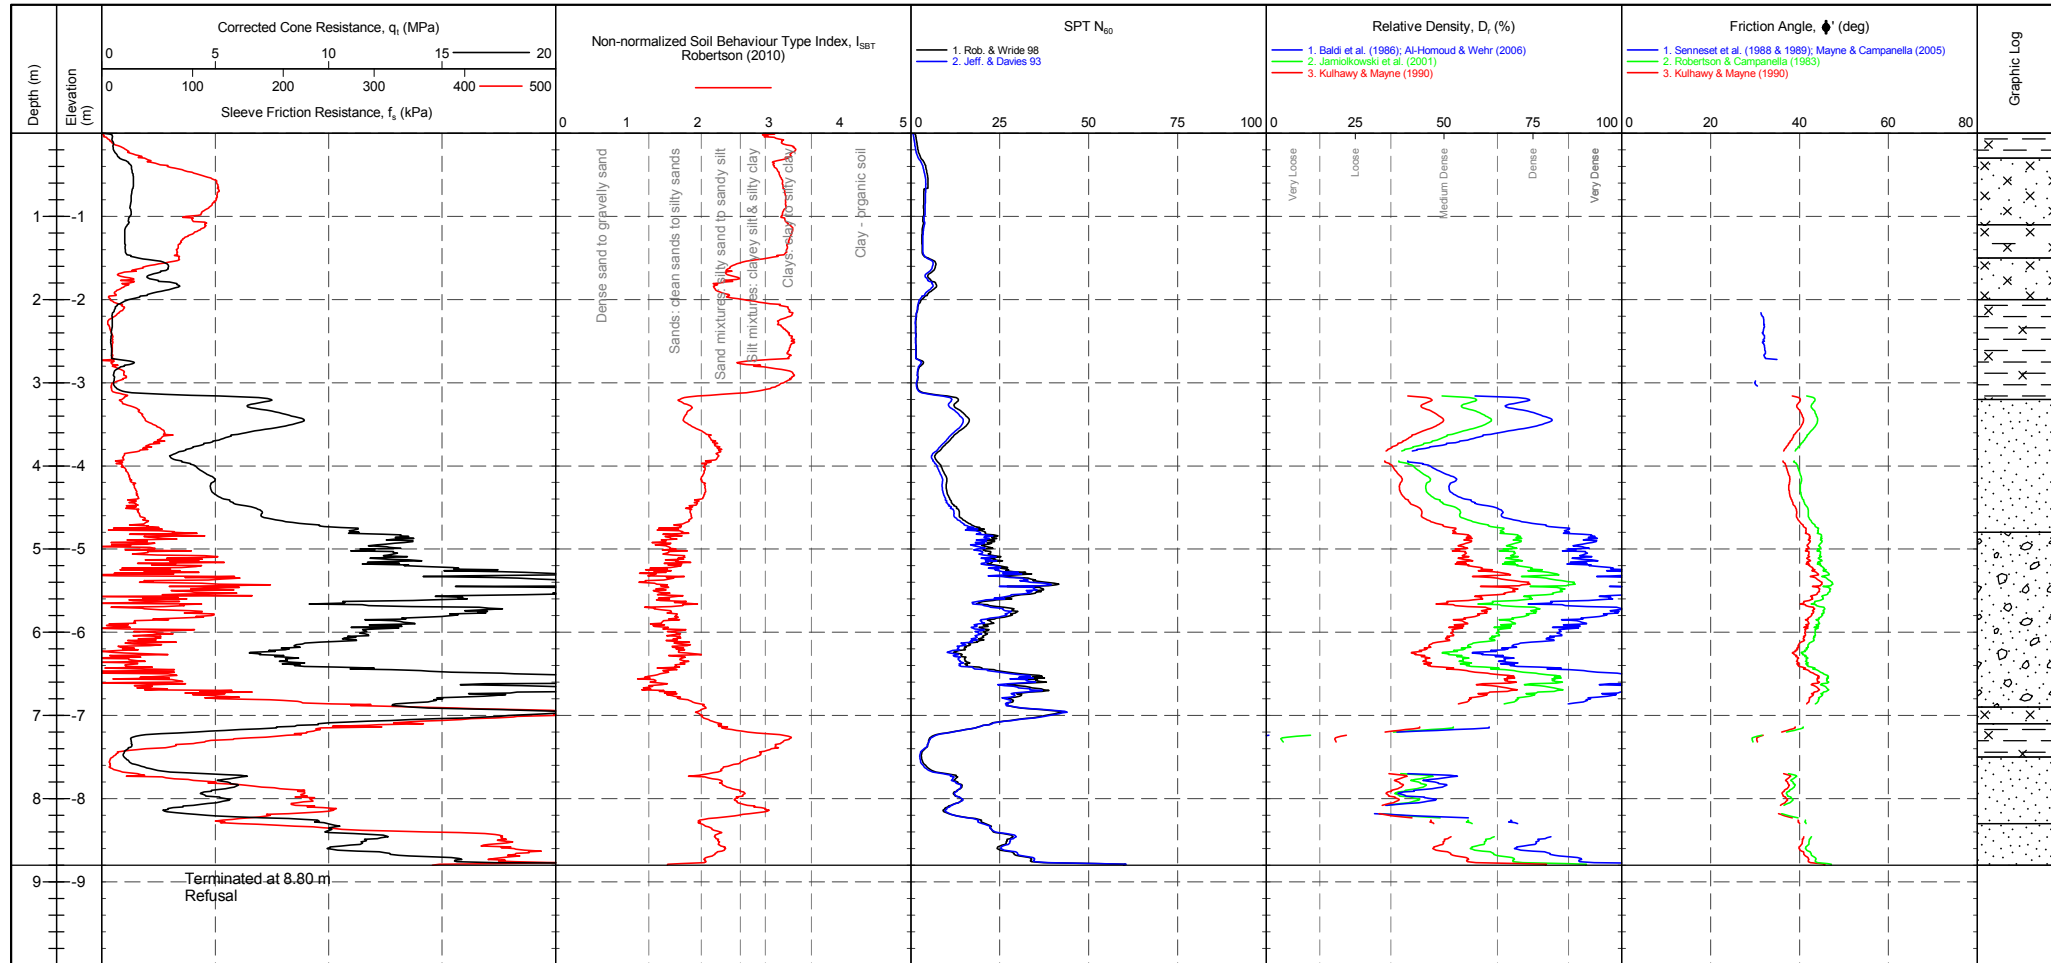 Depth (m)
Elevation
(m)
Corrected Cone Resistance, qt (MPa)
0 5 10 15 20
0 100 200 300 400 500
Sleeve Friction Resistance, fs (kPa)
Non-normalized Soil Behaviour Type Index, ISBT
Robertson (2010)
0 1 2 3 4 5
Dense sand to gravelly sand
Sands: clean sands to silty sands
Sand mixtures: silty sand to sandy silt
Silt mixtures: clayey silt & silty clay
Clays: clay to silty clay
Clay - organic soil
SPT N60
1. Rob. & Wride 98
2. Jeff. & Davies 93
0 25 50 75 100
Relative Density, Dr (%)
1. Baldi et al. (1986); Al-Homoud & Wehr (2006)
2. Jamiolkowski et al. (2001)
3. Kulhawy & Mayne (1990)
0 25 50 75 100
Very Loose
Loose
Medium Dense
Dense
Very Dense
Friction Angle, ϕ' (deg)
1. Senneset et al. (1988 & 1989); Mayne & Campanella (2005)
2. Robertson & Campanella (1983)
3. Kulhawy & Mayne (1990)
0 20 40 60 80
Graphic Log
1 -1
2 -2
3 -3
4 -4
5 -5
6 -6
7 -7
8 -8
9 -9
Terminated at 8.80 m
Refusal